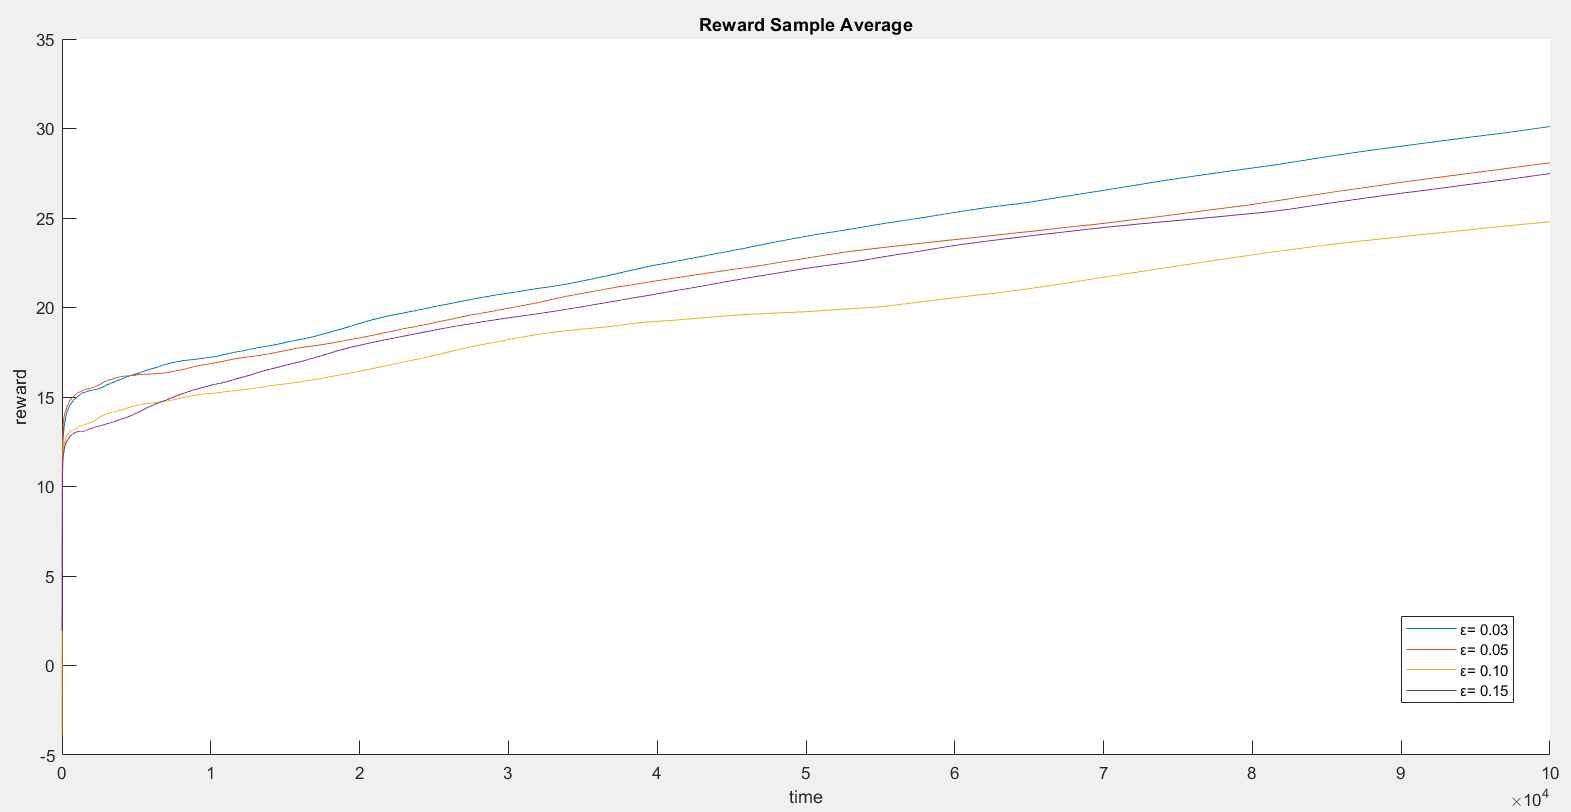 Reward Sample Average
35
30
25
20
15
10
5
0
-5
reward
0 1 2 3 4 5 6 7 8 9 10
time
×10⁴
ε= 0.03
ε= 0.05
ε= 0.10
ε= 0.15